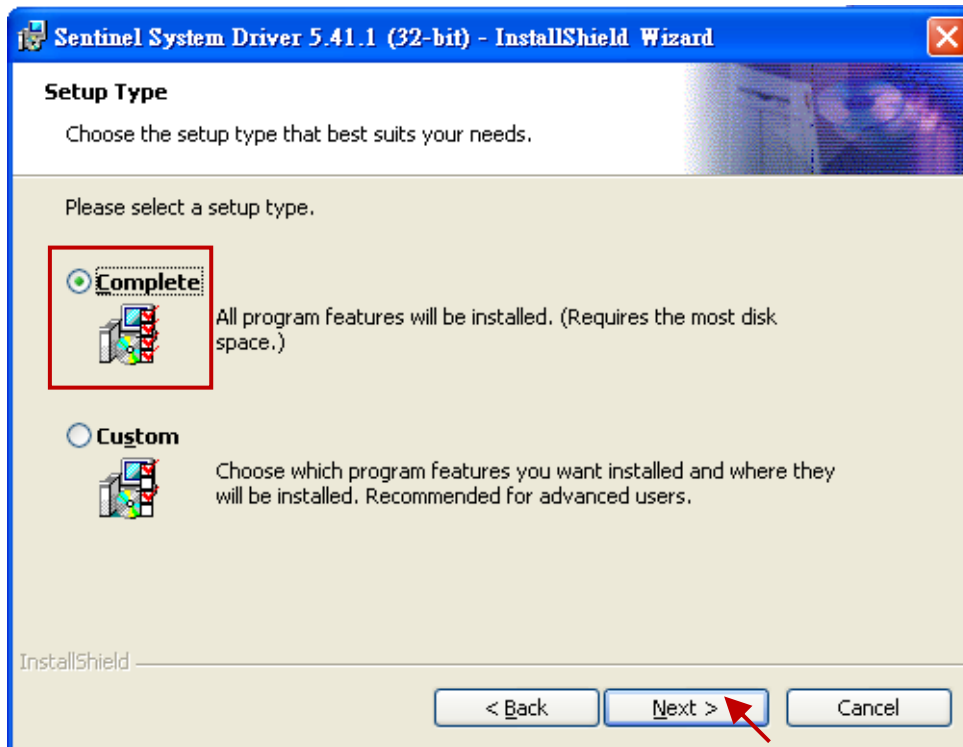 Sentinel System Driver 5.41.1 (32-bit) - InstallShield Wizard
Setup Type
Choose the setup type that best suits your needs.
Please select a setup type.
Complete
All program features will be installed. (Requires the most disk
space.)
Custom
Choose which program features you want installed and where they
will be installed. Recommended for advanced users.
InstallShield
< Back
Next >
Cancel